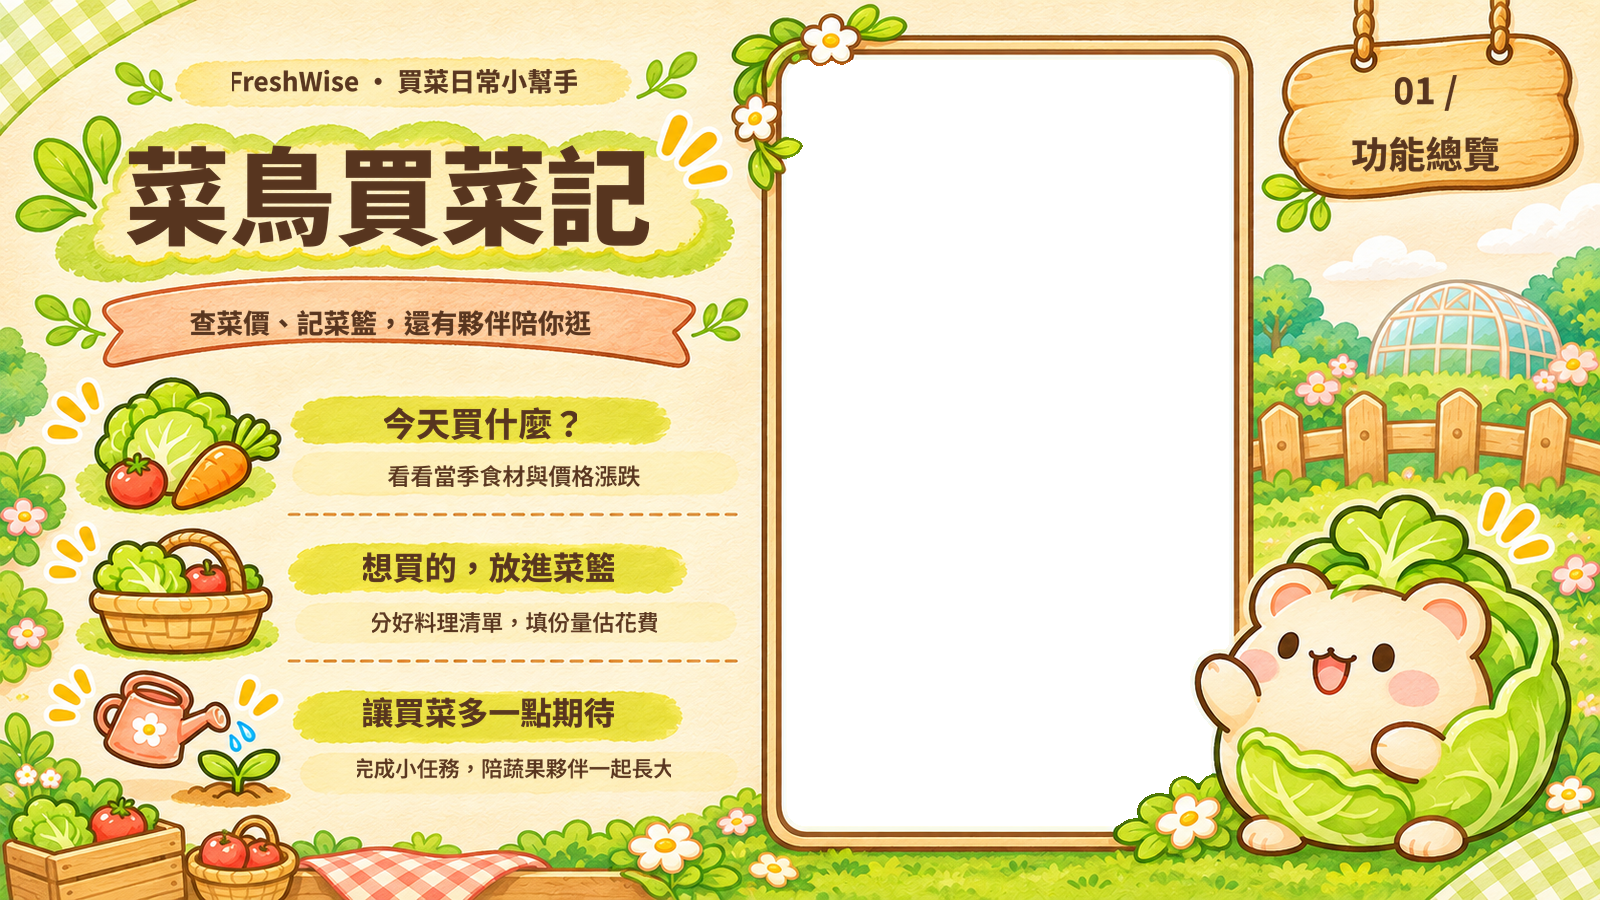 FreshWise · 買菜日常小幫手
菜鳥買菜記
查菜價、記菜籃，還有夥伴陪你逛
今天買什麼？
看看當季食材與價格漲跌
想買的，放進菜籃
分好料理清單，填份量估花費
讓買菜多一點期待
完成小任務，陪蔬果夥伴一起長大
01 /
功能總覽